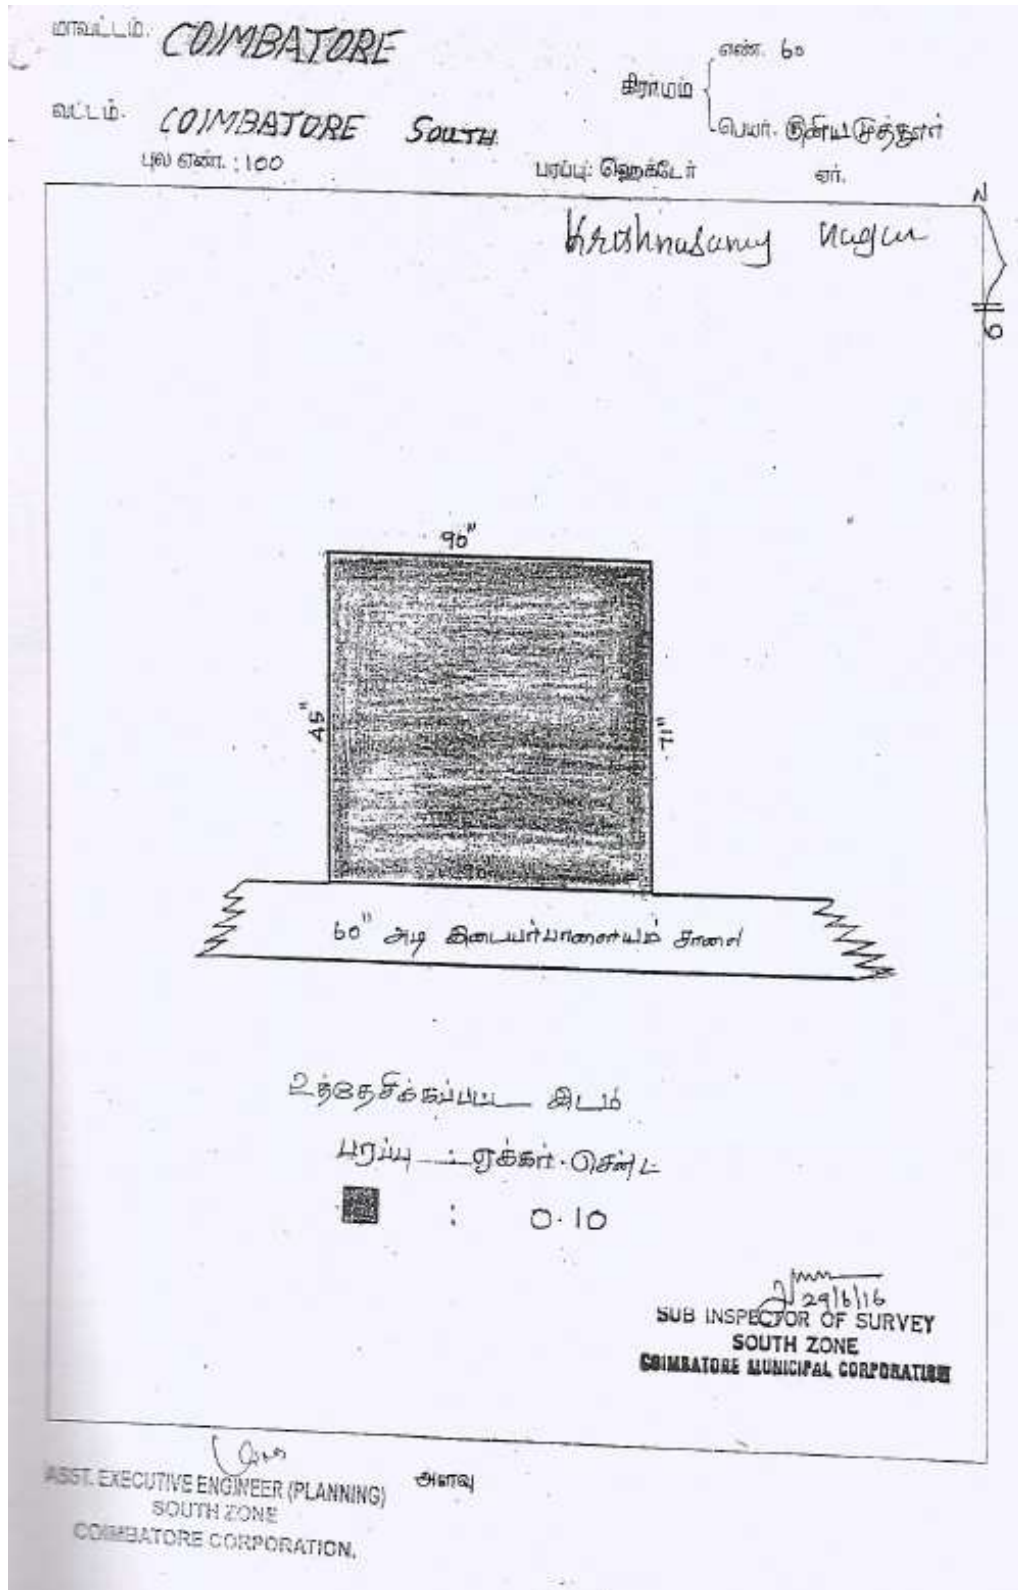 மாவட்டம். COIMBATORE
எண். 60
கிராமம்
வட்டம். COIMBATORE SOUTH
பெயர். குனியமுத்தூர்
புல எண். : 100
பரப்பு: ஹெக்டேர் ஏர்.
N
Krishnasamy Nagar
96"
45"
71"
60" அடி இடையர்பாளையம் சாலை
உத்தேசிக்கப்பட்ட இடம்
பரப்பு : ஏக்கர். சென்ட்
: 0.10
29/6/16
SUB INSPECTOR OF SURVEY
SOUTH ZONE
COIMBATORE MUNICIPAL CORPORATION
ASST. EXECUTIVE ENGINEER (PLANNING)
அளவு
SOUTH ZONE
COIMBATORE CORPORATION.